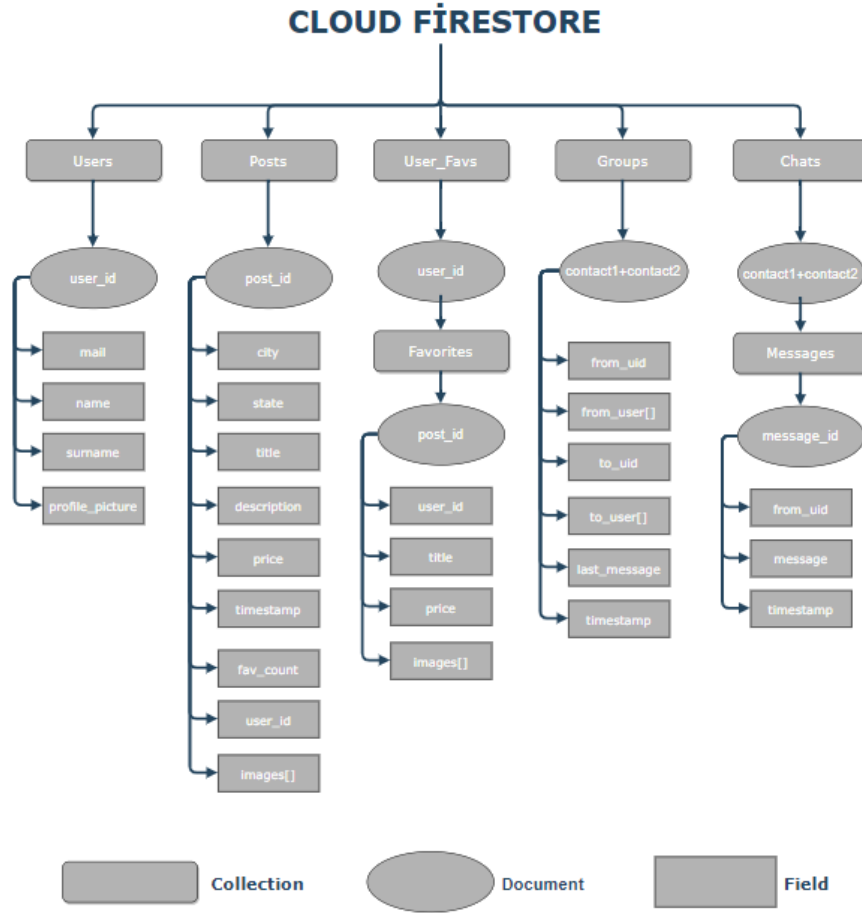 CLOUD FİRESTORE
Users
Posts
User_Favs
Groups
Chats
user_id
post_id
user_id
contact1+contact2
contact1+contact2
mail
name
surname
profile_picture
city
state
title
description
price
timestamp
fav_count
user_id
images[]
Favorites
post_id
user_id
title
price
images[]
from_uid
from_user[]
to_uid
to_user[]
last_message
timestamp
Messages
message_id
from_uid
message
timestamp
Collection
Document
Field